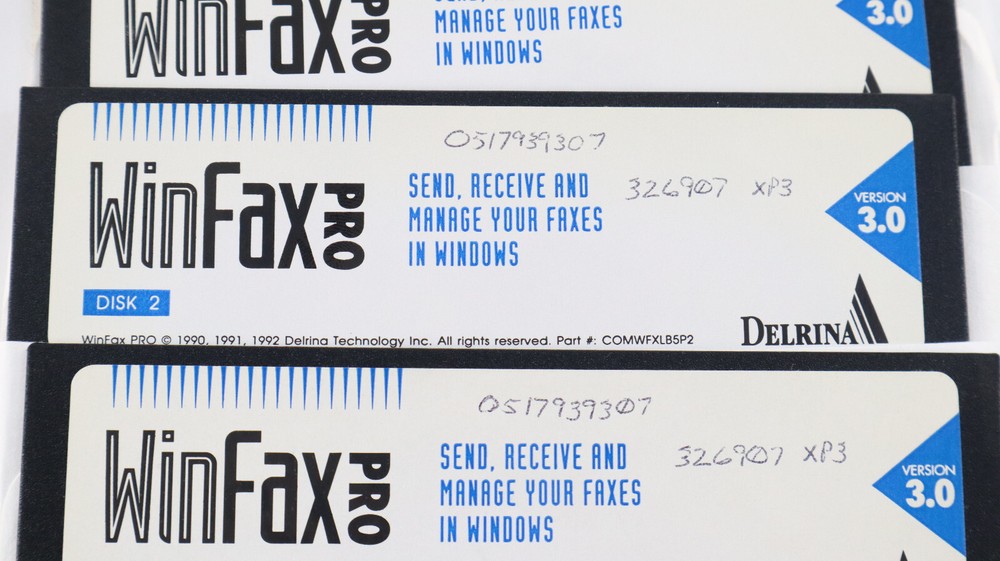 WinFax PRO
MANAGE YOUR FAXES
IN WINDOWS
3.0
0517939307
WinFax PRO
SEND, RECEIVE AND
MANAGE YOUR FAXES
IN WINDOWS
326907 XP3
VERSION
3.0
DISK 2
WinFax PRO © 1990, 1991, 1992 Delrina Technology Inc. All rights reserved. Part #: COMWFXLB5P2
DELRINA
0517939307
WinFax PRO
SEND, RECEIVE AND
MANAGE YOUR FAXES
IN WINDOWS
326907 XP3
VERSION
3.0